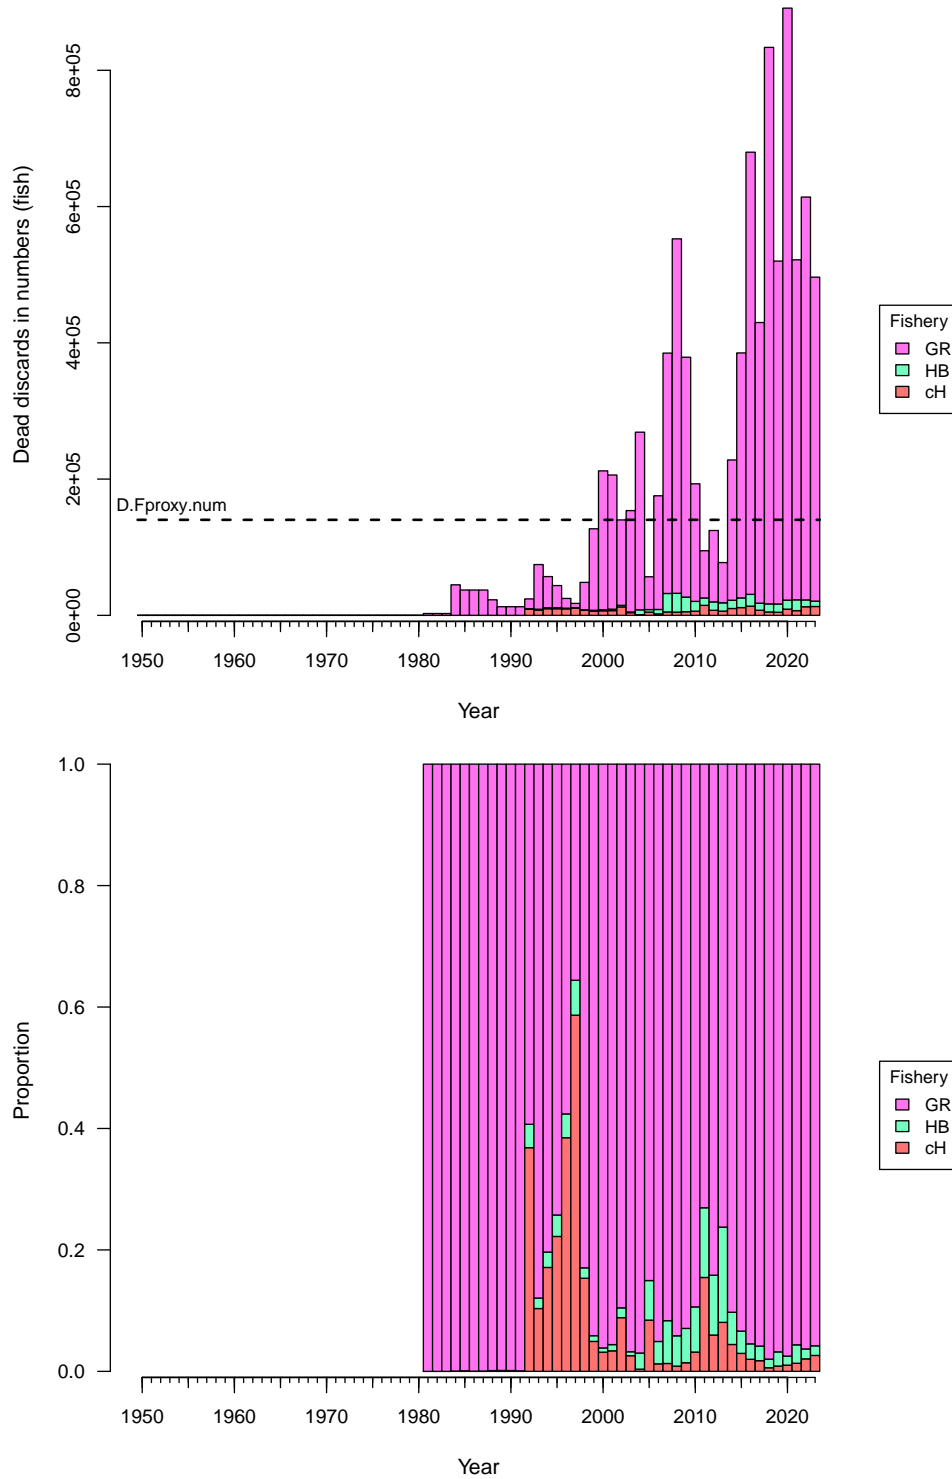 Dead discards in numbers (fish)
8e+05
6e+05
4e+05
2e+05
0e+00
D.Fproxy.num
1950 1960 1970 1980 1990 2000 2010 2020
Year
Fishery
GR
HB
cH
Proportion
1.0
0.8
0.6
0.4
0.2
0.0
1950 1960 1970 1980 1990 2000 2010 2020
Year
Fishery
GR
HB
cH